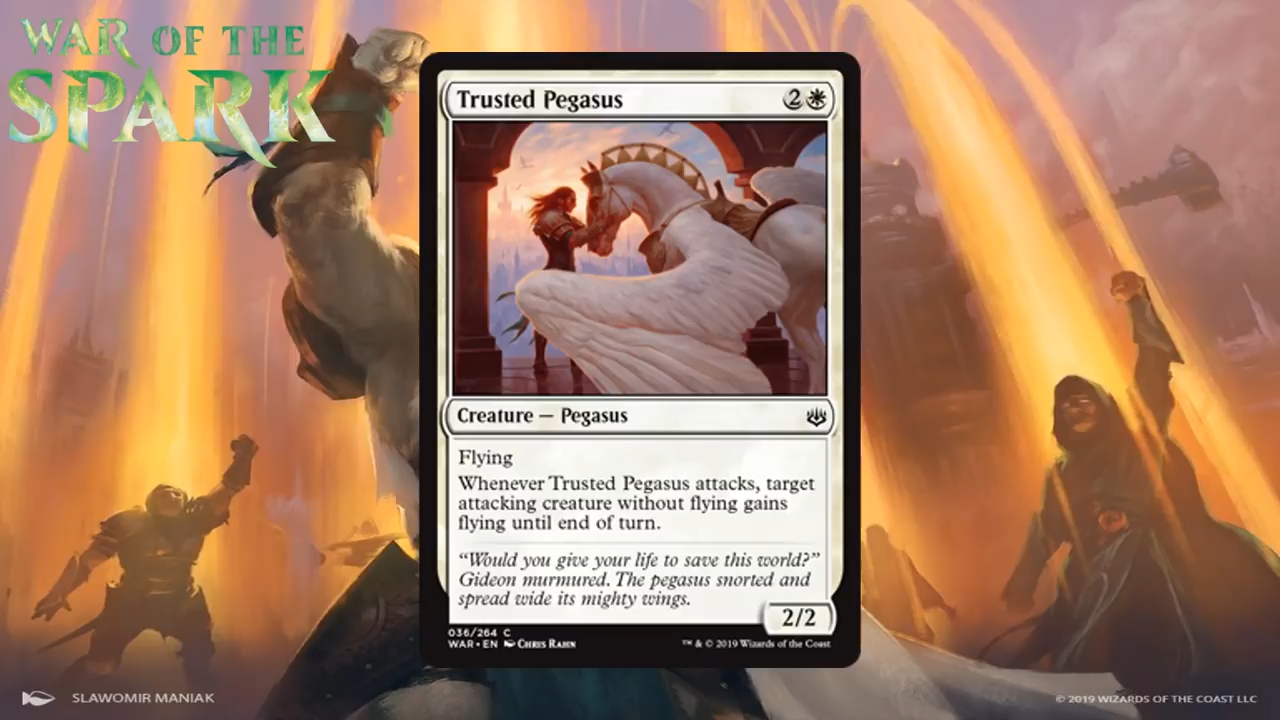 WAR OF THE
SPARK
Trusted Pegasus 2
Creature — Pegasus
Flying
Whenever Trusted Pegasus attacks, target
attacking creature without flying gains
flying until end of turn.
“Would you give your life to save this world?”
Gideon murmured. The pegasus snorted and
spread wide its mighty wings.
2/2
036/264 C
WAR • EN CHRIS RAHN ™ & © 2019 Wizards of the Coast
SLAWOMIR MANIAK © 2019 WIZARDS OF THE COAST LLC